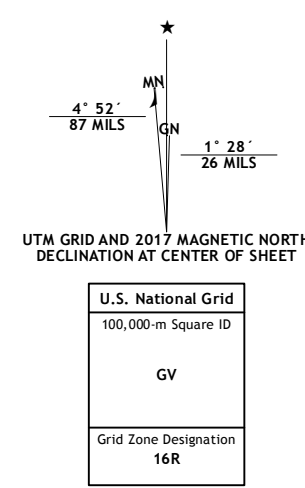 ★
MN
4° 52´
87 MILS
GN
1° 28´
26 MILS
UTM GRID AND 2017 MAGNETIC NORTH
DECLINATION AT CENTER OF SHEET
U.S. National Grid
100,000-m Square ID
GV
Grid Zone Designation
16R